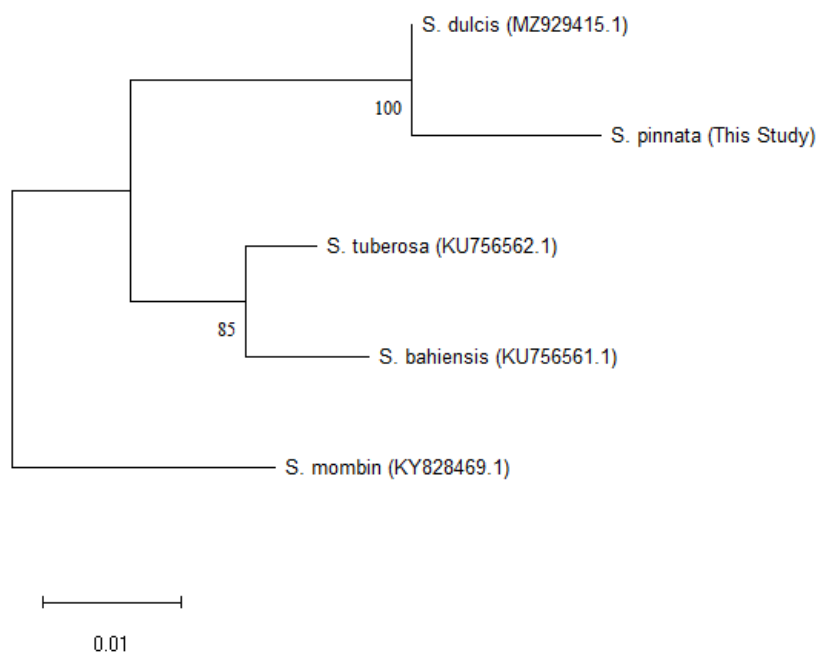 S. dulcis (MZ929415.1)
100
S. pinnata (This Study)
S. tuberosa (KU756562.1)
85
S. bahiensis (KU756561.1)
S. mombin (KY828469.1)
0.01